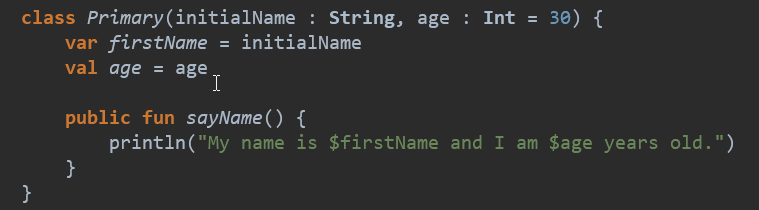 class Primary(initialName : String, age : Int = 30) {
    var firstName = initialName
    val age = age

    public fun sayName() {
        println("My name is $firstName and I am $age years old.")
    }
}